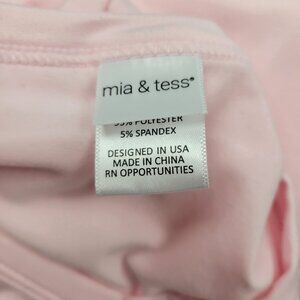 mia & tess®
POLYESTER
5% SPANDEX
DESIGNED IN USA
MADE IN CHINA
RN OPPORTUNITIES